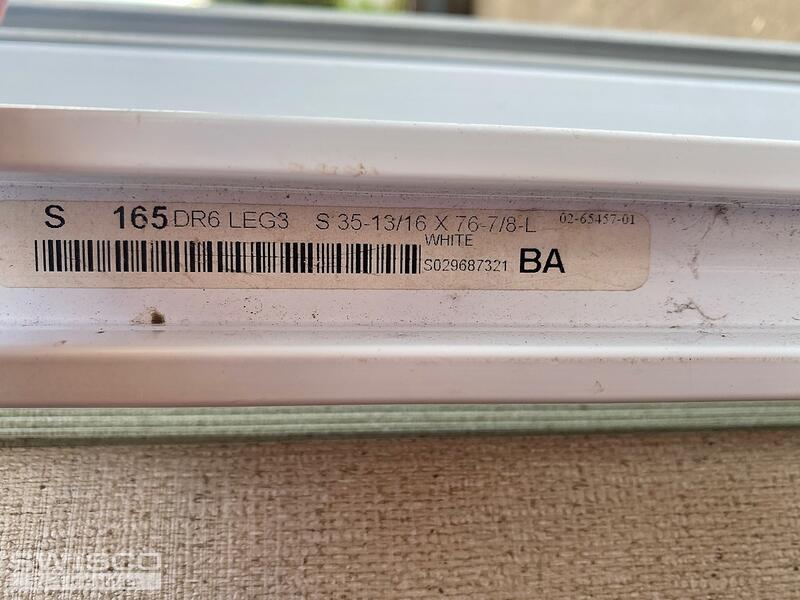 S 165 DR6 LEG3 S 35-13/16 X 76-7/8-L 02-65457-01
WHITE
S029687321 BA
SWISCO